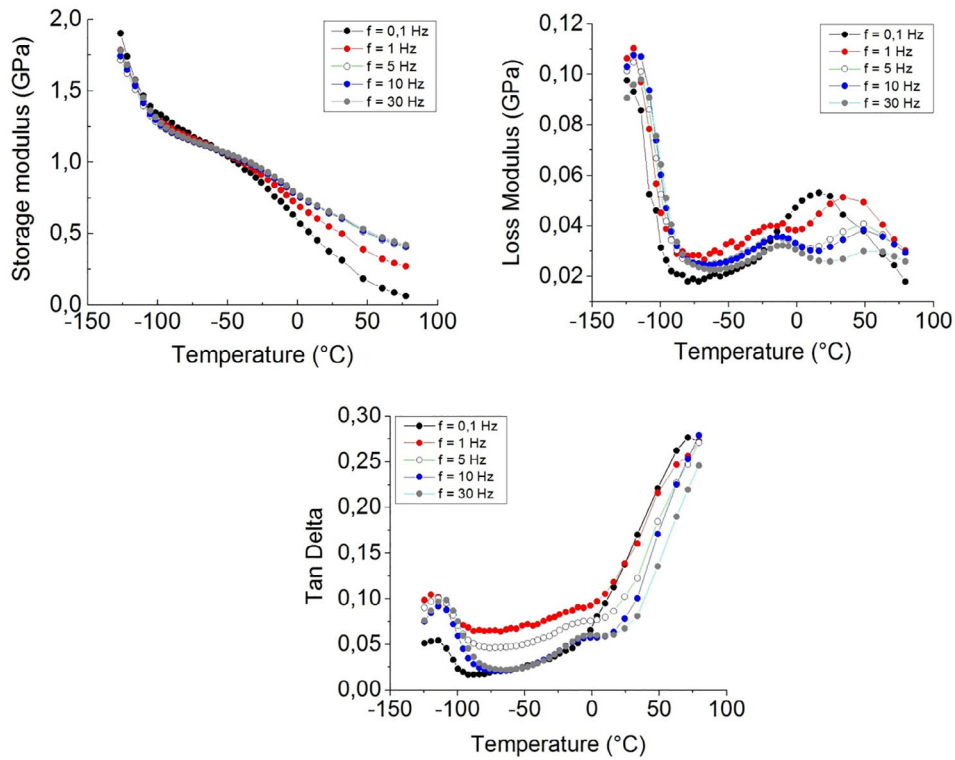 2,0
1,5
1,0
0,5
0,0
Storage modulus (GPa)
f = 0,1 Hz
f = 1 Hz
f = 5 Hz
f = 10 Hz
f = 30 Hz
-150 -100 -50 0 50 100
Temperature (°C)
0,12
0,10
0,08
0,06
0,04
0,02
Loss Modulus (GPa)
f = 0,1 Hz
f = 1 Hz
f = 5 Hz
f = 10 Hz
f = 30 Hz
-150 -100 -50 0 50 100
Temperature (°C)
0,30
0,25
0,20
0,15
0,10
0,05
0,00
Tan Delta
f = 0,1 Hz
f = 1 Hz
f = 5 Hz
f = 10 Hz
f = 30 Hz
-150 -100 -50 0 50 100
Temperature (°C)